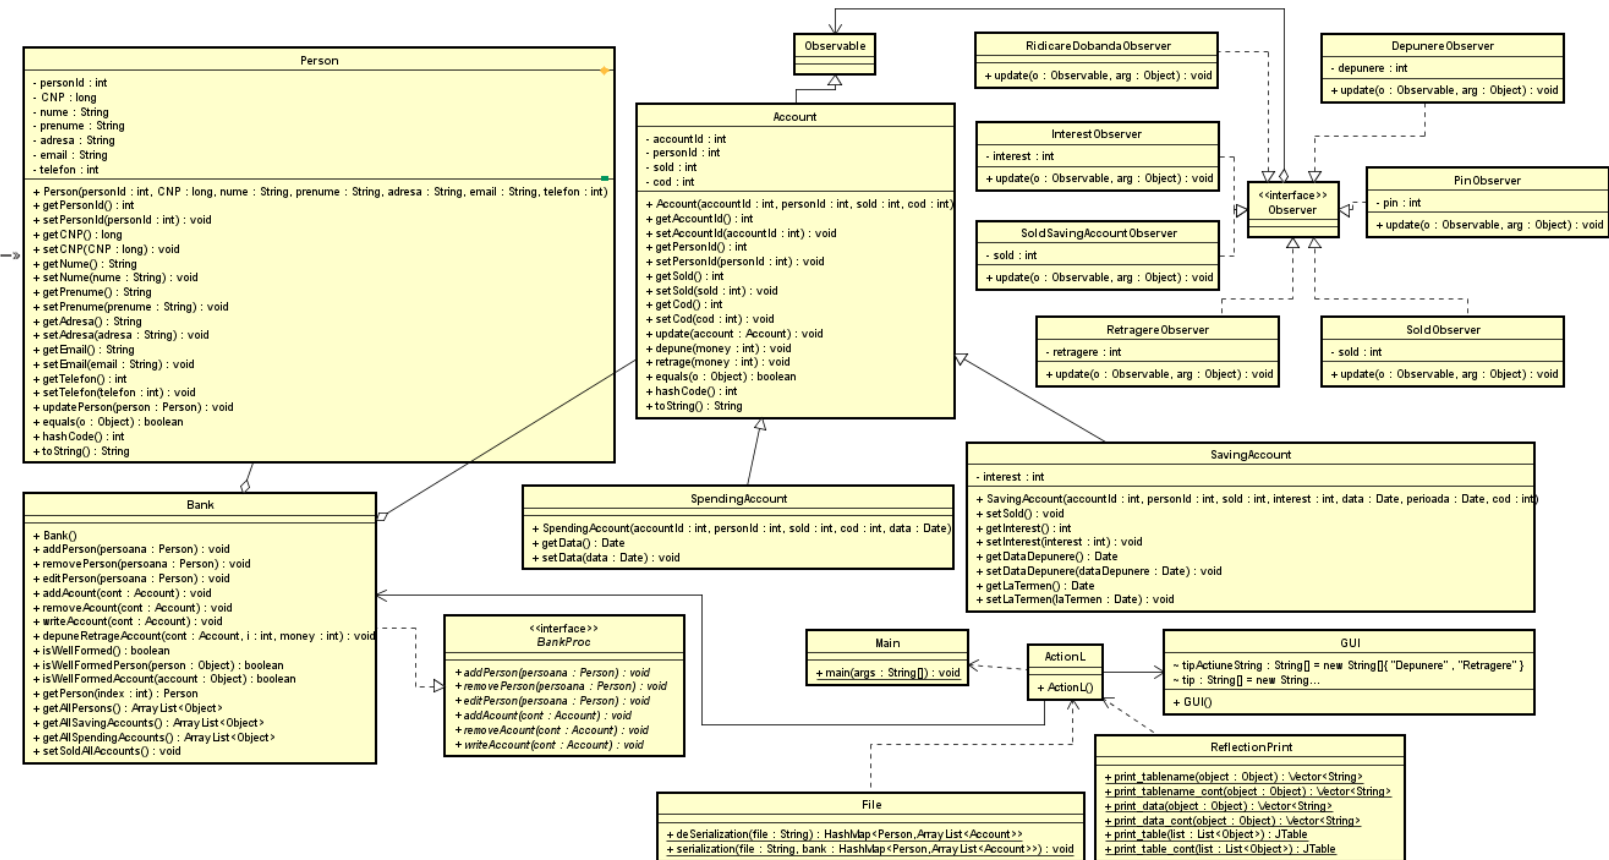 Person
- personId : int
- CNP : long
- nume : String
- prenume : String
- adresa : String
- email : String
- telefon : int
+ Person(personId : int, CNP : long, nume : String, prenume : String, adresa : String, email : String, telefon : int)
+ getPersonId() : int
+ setPersonId(personId : int) : void
+ getCNP() : long
+ setCNP(CNP : long) : void
+ getNume() : String
+ setNume(nume : String) : void
+ getPrenume() : String
+ setPrenume(prenume : String) : void
+ getAdresa() : String
+ setAdresa(adresa : String) : void
+ getEmail() : String
+ setEmail(email : String) : void
+ getTelefon() : int
+ setTelefon(telefon : int) : void
+ updatePerson(person : Person) : void
+ equals(o : Object) : boolean
+ hashCode() : int
+ toString() : String
Observable
Account
- accountId : int
- personId : int
- sold : int
- cod : int
+ Account(accountId : int, personId : int, sold : int, cod : int)
+ getAccountId() : int
+ setAccountId(accountId : int) : void
+ getPersonId() : int
+ setPersonId(personId : int) : void
+ getSold() : int
+ setSold(sold : int) : void
+ getCod() : int
+ setCod(cod : int) : void
+ update(account : Account) : void
+ depune(money : int) : void
+ retrage(money : int) : void
+ equals(o : Object) : boolean
+ hashCode() : int
+ toString() : String
RidicareDobandaObserver
+ update(o : Observable, arg : Object) : void
DepunereObserver
- depunere : int
+ update(o : Observable, arg : Object) : void
InterestObserver
- interest : int
+ update(o : Observable, arg : Object) : void
<<interface>>
Observer
PinObserver
- pin : int
+ update(o : Observable, arg : Object) : void
SoldSavingAccountObserver
- sold : int
+ update(o : Observable, arg : Object) : void
RetragereObserver
- retragere : int
+ update(o : Observable, arg : Object) : void
SoldObserver
- sold : int
+ update(o : Observable, arg : Object) : void
Bank
+ Bank()
+ addPerson(persoana : Person) : void
+ removePerson(persoana : Person) : void
+ editPerson(persoana : Person) : void
+ addAcount(cont : Account) : void
+ removeAcount(cont : Account) : void
+ writeAccount(cont : Account) : void
+ depuneRetrageAccount(cont : Account, i : int, money : int) : void
+ isWellFormed() : boolean
+ isWellFormedPerson(person : Object) : boolean
+ isWellFormedAccount(account : Object) : boolean
+ getPerson(index : int) : Person
+ getAllPersons() : ArrayList<Object>
+ getAllSavingAccounts() : ArrayList<Object>
+ getAllSpendingAccounts() : ArrayList<Object>
+ setSoldAllAccounts() : void
SpendingAccount
+ SpendingAccount(accountId : int, personId : int, sold : int, cod : int, data : Date)
+ getData() : Date
+ setData(data : Date) : void
SavingAccount
- interest : int
+ SavingAccount(accountId : int, personId : int, sold : int, interest : int, data : Date, perioada : Date, cod : int)
+ setSold() : void
+ getInterest() : int
+ setInterest(interest : int) : void
+ getDataDepunere() : Date
+ setDataDepunere(dataDepunere : Date) : void
+ getLaTermen() : Date
+ setLaTermen(laTermen : Date) : void
<<interface>>
BankProc
+ addPerson(persoana : Person) : void
+ removePerson(persoana : Person) : void
+ editPerson(persoana : Person) : void
+ addAcount(cont : Account) : void
+ removeAcount(cont : Account) : void
+ writeAccount(cont : Account) : void
Main
+ main(args : String[]) : void
ActionL
+ ActionL()
GUI
~ tipActiuneString : String[] = new String[]{ "Depunere" , "Retragere" }
~ tip : String[] = new String...
+ GUI()
File
+ deSerialization(file : String) : HashMap<Person,ArrayList<Account>>
+ serialization(file : String, bank : HashMap<Person,ArrayList<Account>>) : void
ReflectionPrint
+ print_tablename(object : Object) : Vector<String>
+ print_tablename_cont(object : Object) : Vector<String>
+ print_data(object : Object) : Vector<String>
+ print_data_cont(object : Object) : Vector<String>
+ print_table(list : List<Object>) : JTable
+ print_table_cont(list : List<Object>) : JTable